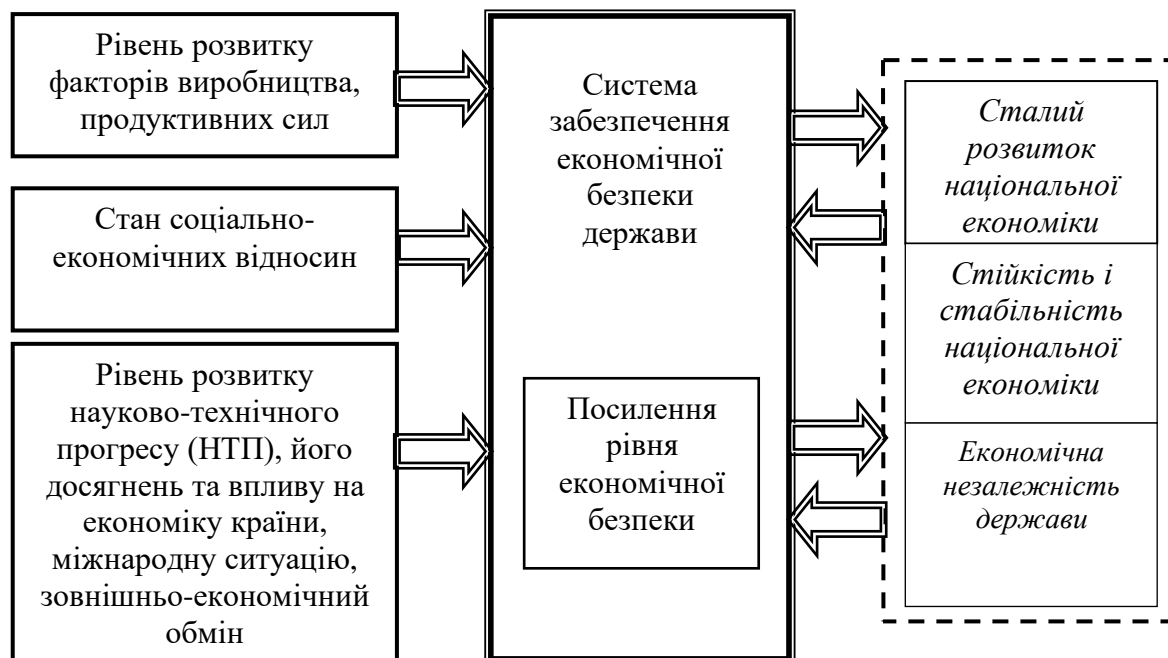 Рівень розвитку
факторів виробництва,
продуктивних сил
Стан соціально-
економічних відносин
Рівень розвитку
науково-технічного
прогресу (НТП), його
досягнень та впливу на
економіку країни,
міжнародну ситуацію,
зовнішньо-економічний
обмін
Система
забезпечення
економічної
безпеки
держави
Посилення
рівня
економічної
безпеки
Сталий
розвиток
національної
економіки
Стійкість і
стабільність
національної
економіки
Економічна
незалежність
держави